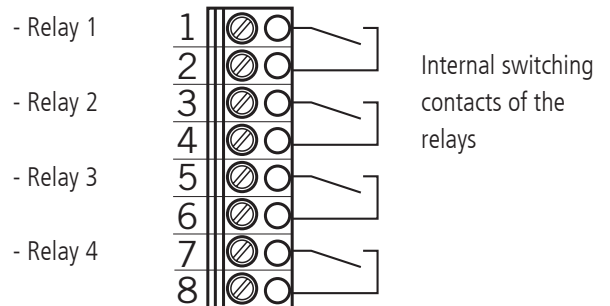 - Relay 1
1
2
- Relay 2
3
4
- Relay 3
5
6
- Relay 4
7
8
Internal switching
contacts of the
relays